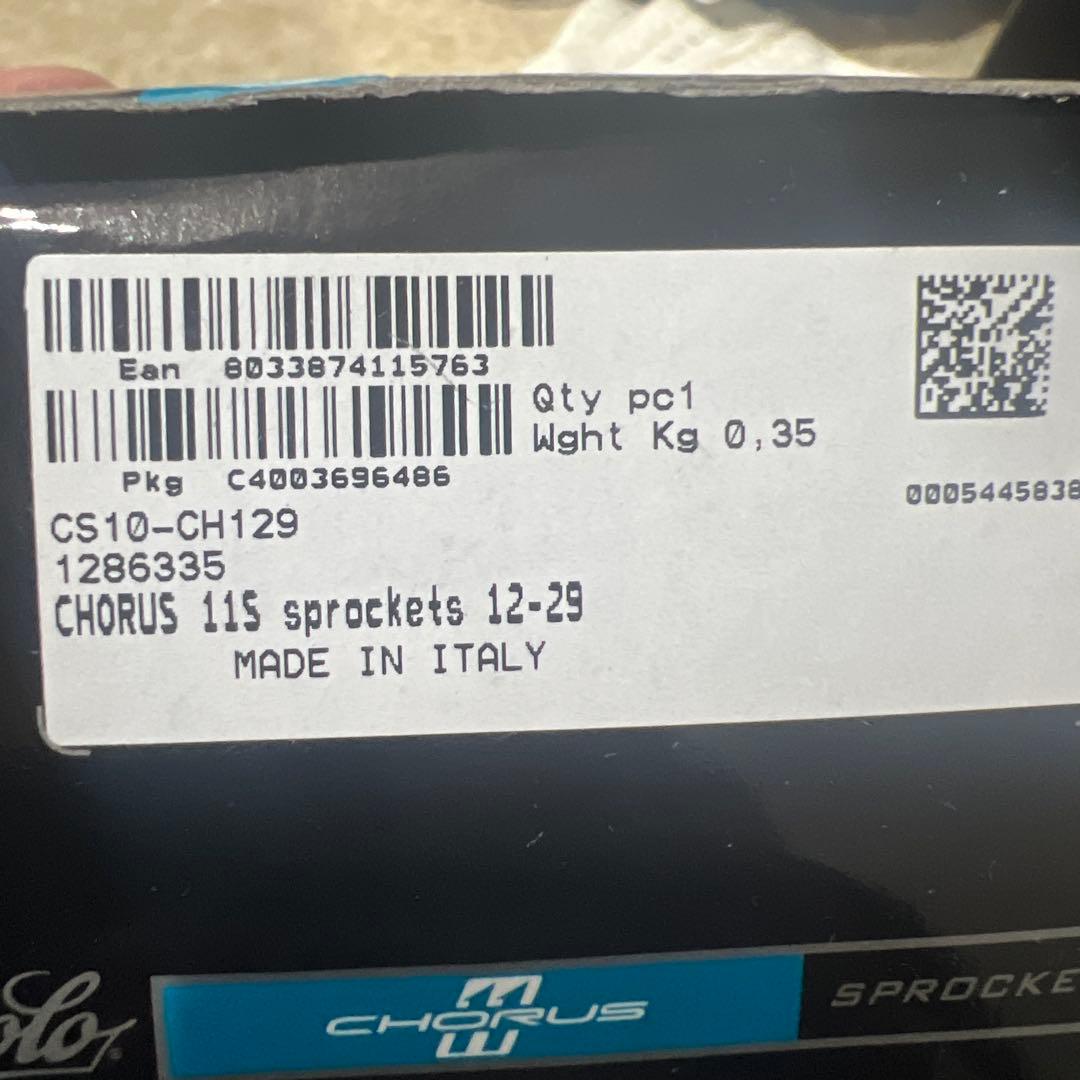 Ean 8033874115763
Qty pc1
Wght Kg 0,35
Pkg C4003696486
0005445838
CS10-CH129
1286335
CHORUS 11S sprockets 12-29
MADE IN ITALY
CHORUS